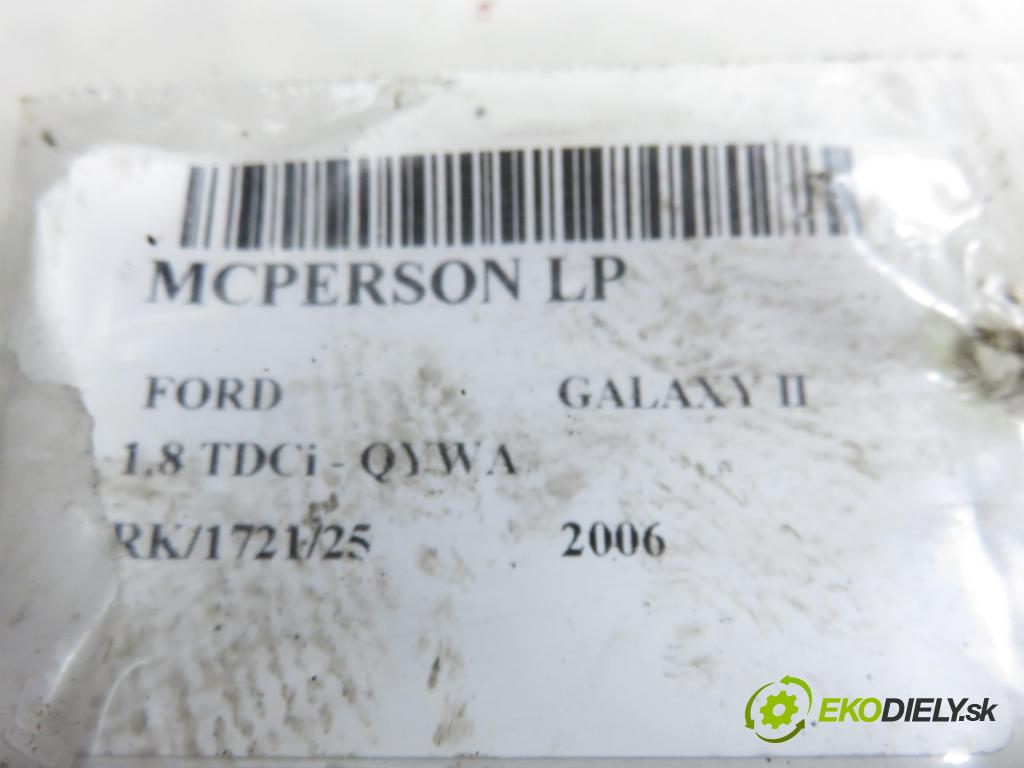 MCPERSON LP
FORD GALAXY II
1.8 TDCi - QYWA
RK/1721/25 2006
EKODIELY.sk